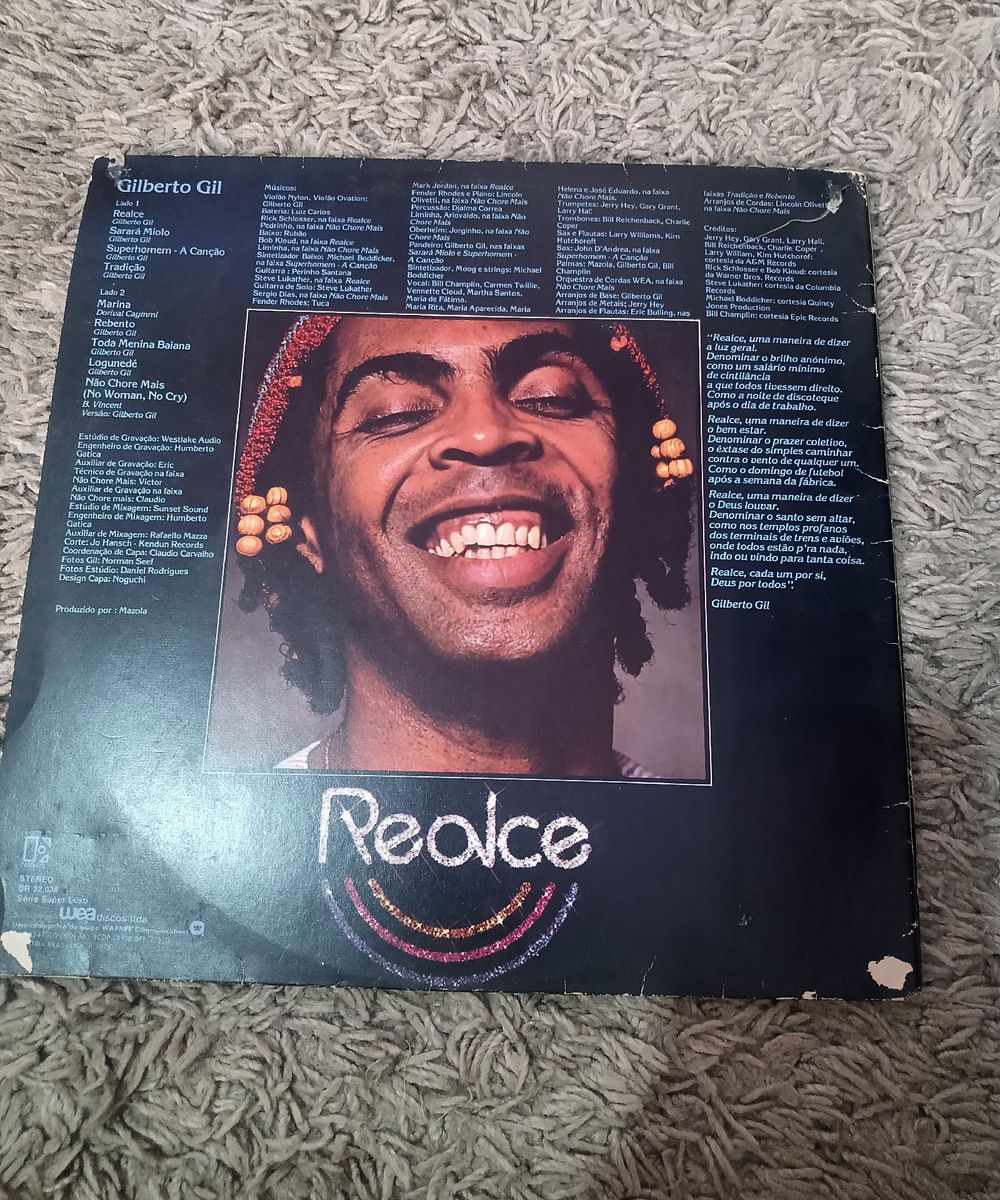 Gilberto Gil
Lado 1
Realce
Gilberto Gil
Sarará Miolo
Gilberto Gil
Superhomem - A Canção
Gilberto Gil
Tradição
Gilberto Gil
Lado 2
Marina
Dorival Caymmi
Rebento
Gilberto Gil
Toda Menina Baiana
Gilberto Gil
Logunedé
Gilberto Gil
Não Chore Mais
(No Woman, No Cry)
B. Vincent
Versão: Gilberto Gil
Estúdio de Gravação: Westlake Audio
Engenheiro de Gravação: Humberto
Gatica
Auxiliar de Gravação: Eric
Técnico de Gravação na faixa
Não Chore Mais: Victor
Auxiliar de Gravação na faixa
Não Chore mais: Claudio
Estúdio de Mixagem: Sunset Sound
Engenheiro de Mixagem: Humberto
Gatica
Auxiliar de Mixagem: Rafaello Mazza
Corte: Jo Hansch - Kendun Records
Coordenação de Capa: Claudio Carvalho
Fotos Gil: Norman Seef
Fotos Estúdio: Daniel Rodrigues
Design Capa: Noguchi
Produzido por : Mazola
Músicos:
Violão Nylon, Violão Ovation:
Gilberto Gil
Bateria: Luiz Carlos
Rick Schlosser, na faixa Realce
Pedrinho, na faixa Não Chore Mais
Baixo: Rubão
Bob Kloud, na faixa Realce
Liminha, na faixa Não Chore Mais
Sintetizador Baixo: Michael Boddicker,
na faixa Superhomem - A Canção
Guitarra : Perinho Santana
Steve Lukather, na faixa Realce
Guitarra de Solo: Steve Lukather
Sergio Dias, na faixa Não Chore Mais
Fender Rhodes: Tuca
Mark Jordan, na faixa Realce
Fender Rhodes e Piano: Lincoln
Olivetti, na faixa Não Chore Mais
Percussão: Djalma Correa
Liminha, Ariovaldo, na faixa Não
Chore Mais
Oberheim: Jorginho, na faixa Não
Chore Mais
Pandeiro: Gilberto Gil, nas faixas
Sarará Miolo e Superhomem -
A Canção
Sintetizador, Moog e strings: Michael
Boddicher
Vocal: Bill Champlin, Carmen Twillie,
Vennette Cloud, Martha Santos,
Maria de Fátima.
Maria Rita, Maria Aparecida, Maria
Helena e José Eduardo, na faixa
Não Chore Mais.
Trumpetes: Jerry Hey, Gary Grant,
Larry Hall
Trombones: Bill Reichenback, Charlie
Coper
Sax e Flautas: Larry Williams, Kim
Hutchoroft
Sax: John D'Andrea, na faixa
Superhomem - A Canção
Palmas: Mazola, Gilberto Gil, Bill
Champlin
Orquestra de Cordas WEA, na faixa
Não Chore Mais
Arranjos de Base: Gilberto Gil
Arranjos de Metais; Jerry Hey
Arranjos de Flautas: Eric Bulling, nas
faixas Tradição e Rebento
Arranjos de Cordas: Lincoln Olivetti
na faixa Não Chore Mais
Creditos:
Jerry Hey, Gary Grant, Larry Hall,
Bill Reichenback, Charlie Coper .
Larry William, Kim Hutchorof:
cortesia da A&M Records
Rick Schlosser e Bob Kloud: cortesia
da Warner Bros. Records
Steve Lukather: cortesia da Columbia
Records
Michael Boddicher: cortesia Quincy
Jones Production
Bill Champlin: cortesia Epic Records
"Realce, uma maneira de dizer
a luz geral.
Denominar o brilho anónimo,
como um salário mínimo
de cintilância
a que todos tivessem direito.
Como a noite de discoteque
após o dia de trabalho.
Realce, uma maneira de dizer
o bem estar.
Denominar o prazer coletivo,
o êxtase do simples caminhar
contra o vento de qualquer um.
Como o domingo de futebol
após a semana da fábrica.
Realce, uma maneira de dizer
o Deus louvar.
Denominar o santo sem altar,
como nos templos profanos
dos terminais de trens e aviões,
onde todos estão p'ra nada,
indo ou vindo para tanta coisa.
Realce, cada um por si,
Deus por todos".
Gilberto Gil
Realce
STEREO
BR 32.038
Série Super Luxo
wea discos ltda